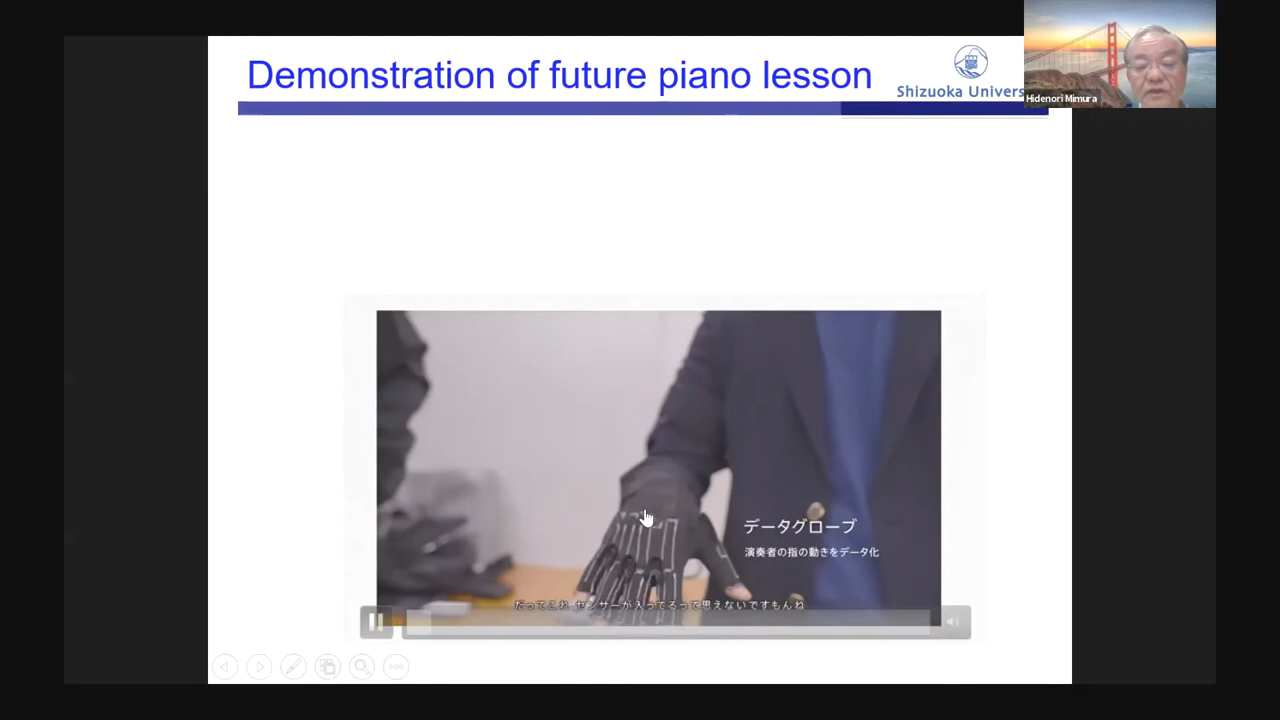 Demonstration of future piano lesson
Shizuoka Univers
Hidenori Mimura
データグローブ
演奏者の指の動きをデータ化
だってこれ センサーが入ってるって思えないですもんね